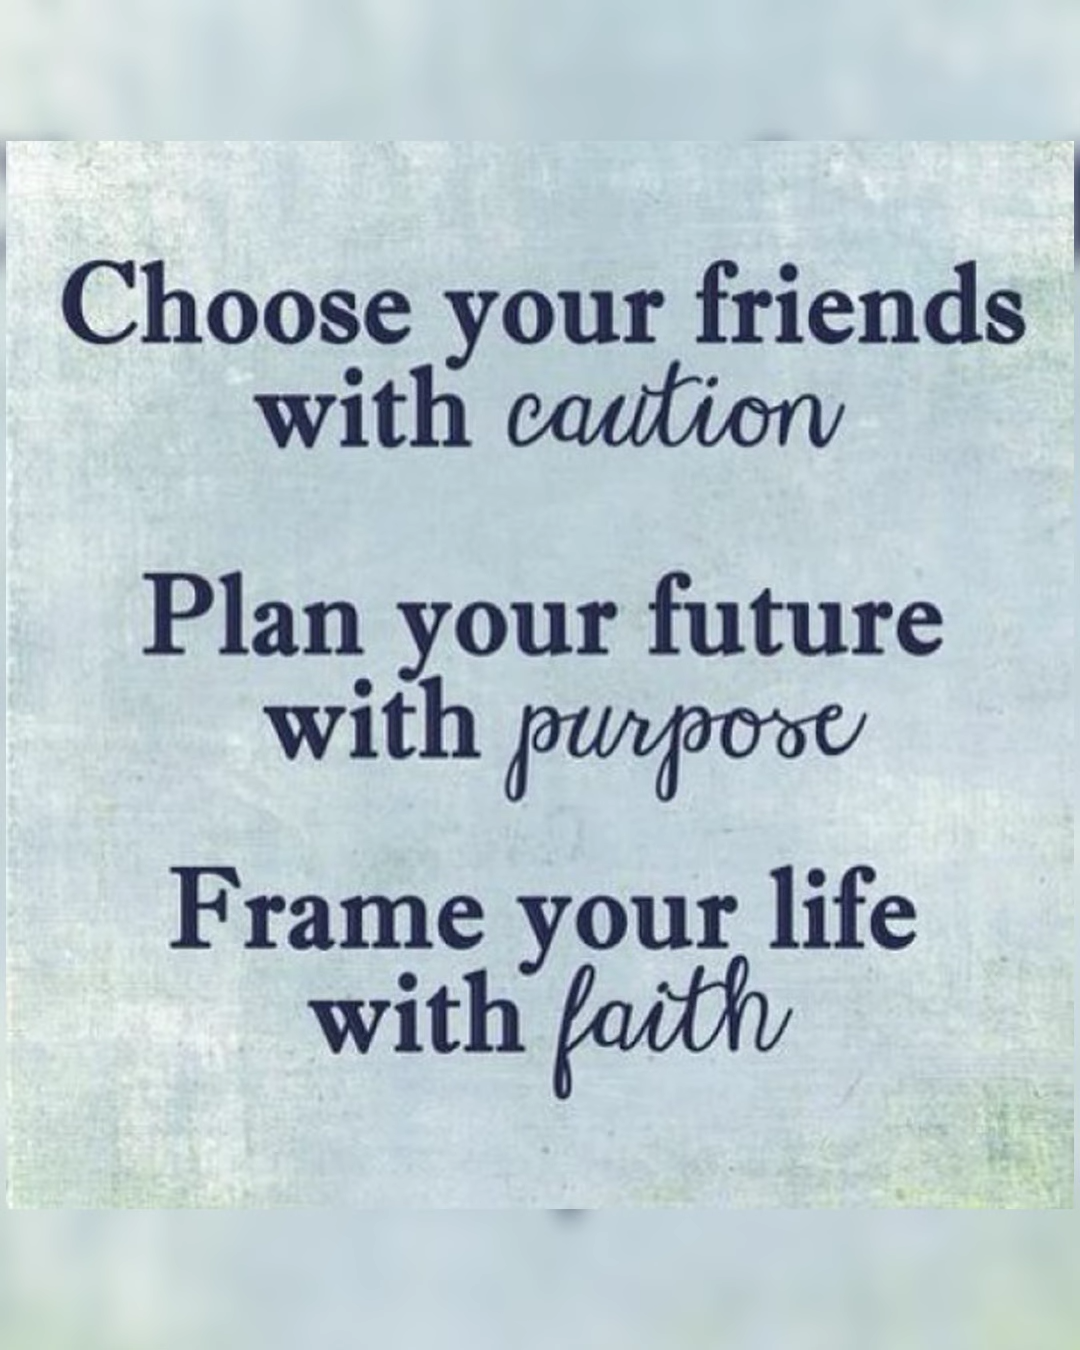 Choose your friends
with caution
Plan your future
with purpose
Frame your life
with faith